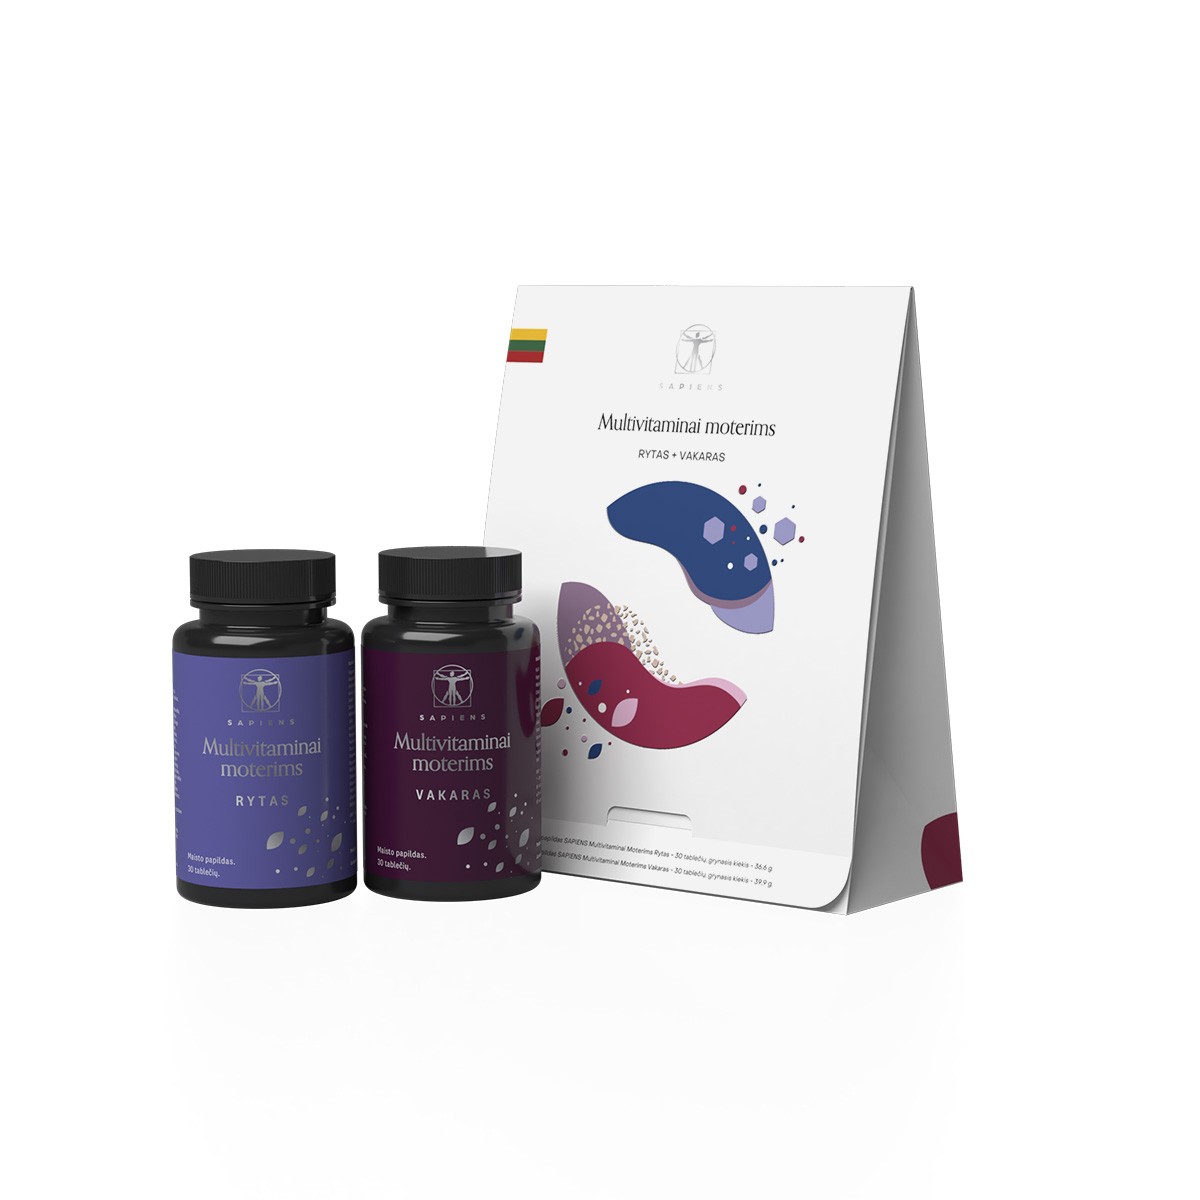 SAPIENS
Multivitaminai moterims
RYTAS + VAKARAS
papildas SAPIENS Multivitaminai Moterims Rytas – 30 tablečių, grynasis kiekis – 36.6 g.
SAPIENS Multivitaminai Moterims Vakaras – 30 tablečių, grynasis kiekis – 39.9 g.
SAPIENS
Multivitaminai
moterims
RYTAS
Maisto papildas.
30 tablečių.
SAPIENS
Multivitaminai
moterims
VAKARAS
Maisto papildas.
30 tablečių.